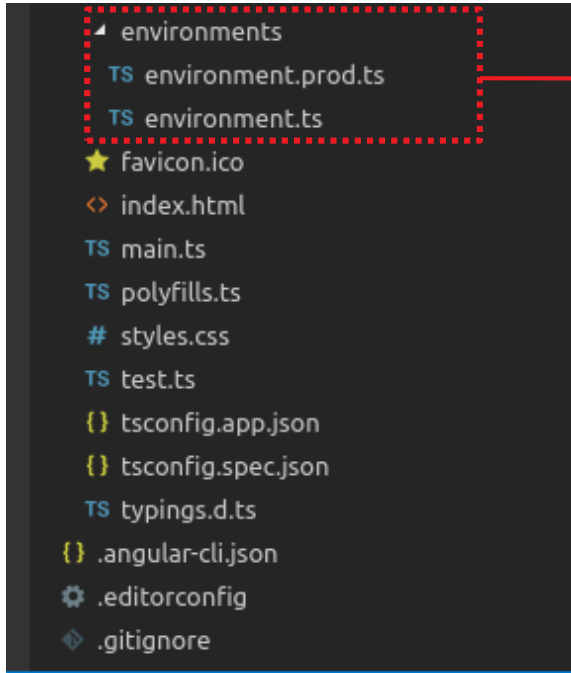 environments
TS environment.prod.ts
TS environment.ts
favicon.ico
<> index.html
TS main.ts
TS polyfills.ts
# styles.css
TS test.ts
{} tsconfig.app.json
{} tsconfig.spec.json
TS typings.d.ts
{} .angular-cli.json
.editorconfig
.gitignore